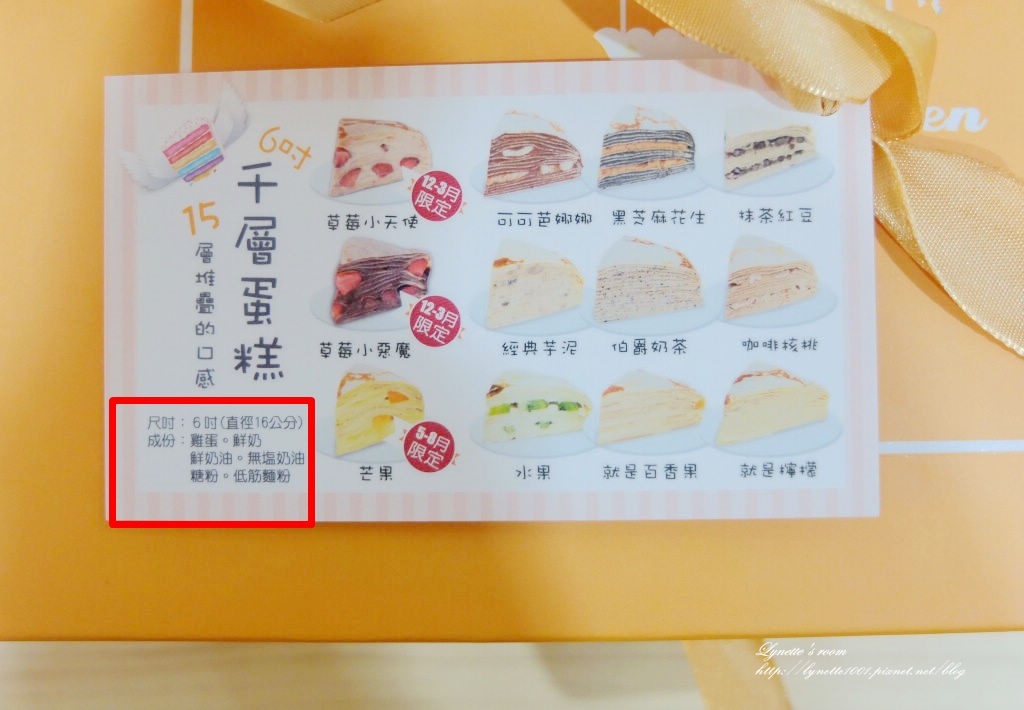 6吋
千層蛋糕
15
層堆疊的口感
12-3月
限定
草莓小天使
可可芭娜娜
黑芝麻花生
抹茶紅豆
12-3月
限定
草莓小惡魔
經典芋泥
伯爵奶茶
咖啡核桃
5-8月
限定
芒果
水果
就是百香果
就是檸檬
尺吋：6吋(直徑16公分)
成份：雞蛋。鮮奶
鮮奶油。無塩奶油
糖粉。低筋麵粉
en
Lynette's room
http://lynette1001.pixnet.net/blog